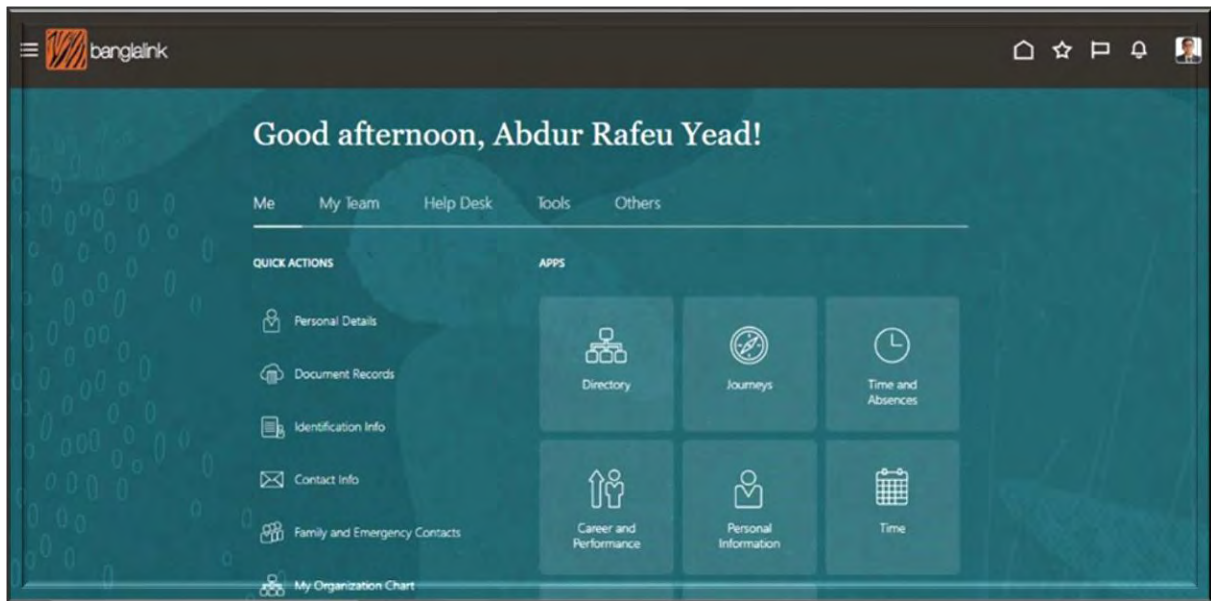 banglalink
Good afternoon, Abdur Rafeu Yead!
Me My Team Help Desk Tools Others
QUICK ACTIONS
Personal Details
Document Records
Identification Info
Contact Info
Family and Emergency Contacts
My Organization Chart
APPS
Directory
Journeys
Time and
Absences
Career and
Performance
Personal
Information
Time